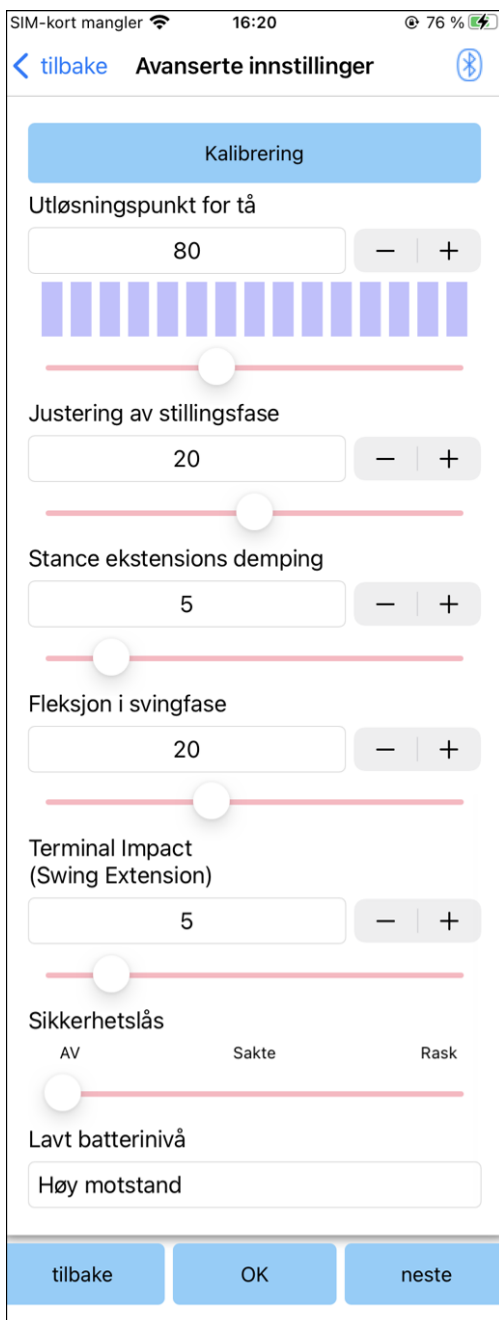 SIM-kort mangler 16:20 76 %
tilbake Avanserte innstillinger
Kalibrering
Utløsningspunkt for tå
80 − +
Justering av stillingsfase
20 − +
Stance ekstensions demping
5 − +
Fleksjon i svingfase
20 − +
Terminal Impact
(Swing Extension)
5 − +
Sikkerhetslås
AV Sakte Rask
Lavt batterinivå
Høy motstand
tilbake OK neste